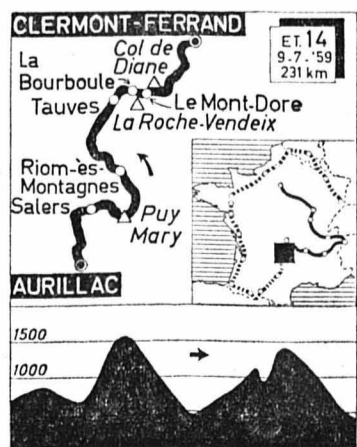 CLERMONT-FERRAND
Col de
Diane
ET. 14
9-7-'59
231 km
La
Bourboule
Tauves
Le Mont-Dore
La Roche-Vendeix
Riom-ès-
Montagnes
Salers
Puy
Mary
AURILLAC
1500
1000